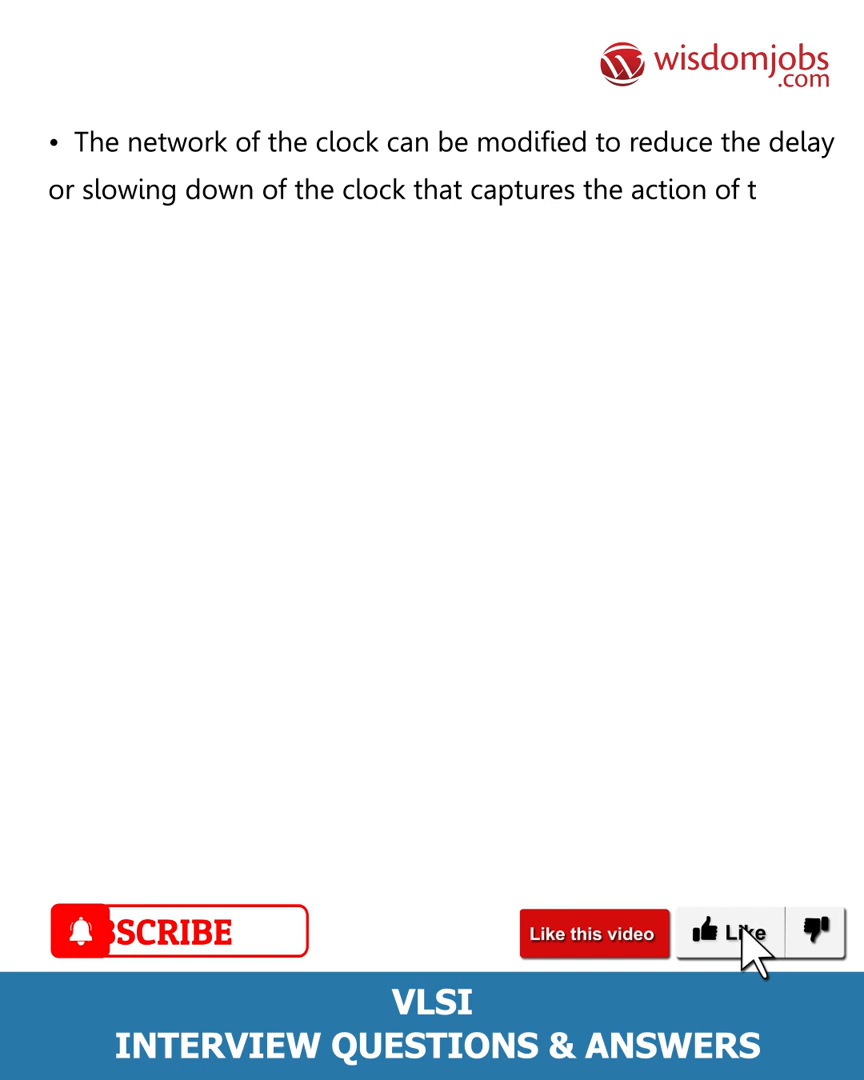 wisdomjobs
.com
• The network of the clock can be modified to reduce the delay
or slowing down of the clock that captures the action of t
SCRIBE
Like this video
Like
VLSI
INTERVIEW QUESTIONS & ANSWERS